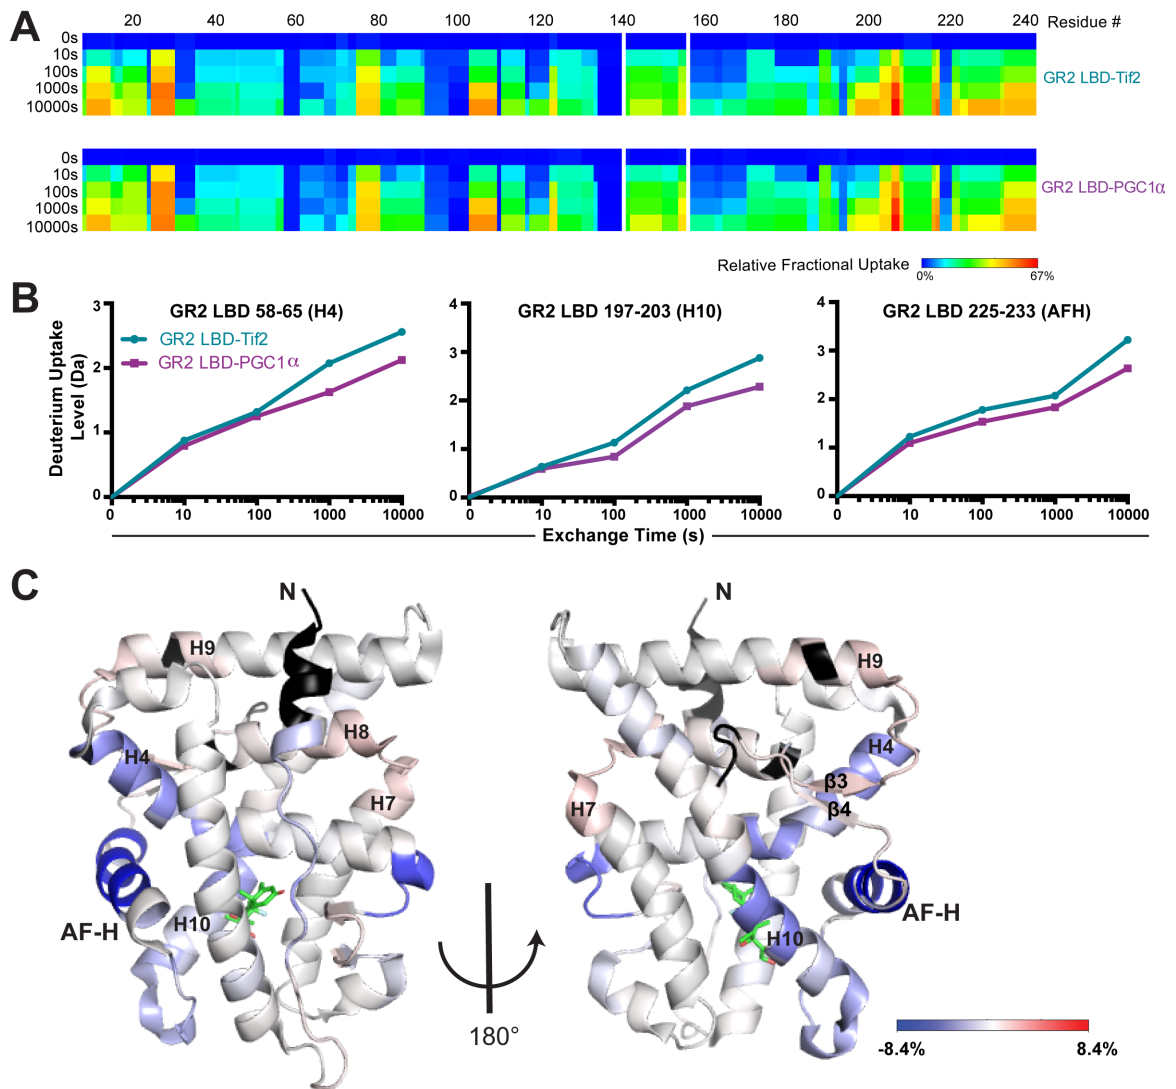 A
20 40 60 80 100 120 140 160 180 200 220 240 Residue #
0s
10s
100s
1000s
10000s
GR2 LBD-Tif2
0s
10s
100s
1000s
10000s
GR2 LBD-PGC1α
Relative Fractional Uptake
0% 67%
B
GR2 LBD 58-65 (H4)
GR2 LBD-Tif2
GR2 LBD-PGC1α
Deuterium Uptake
Level (Da)
3
2
1
0
0 10 100 1000 10000
GR2 LBD 197-203 (H10)
4
3
2
1
0
0 10 100 1000 10000
GR2 LBD 225-233 (AFH)
4
3
2
1
0
0 10 100 1000 10000
Exchange Time (s)
C
N
H9
H4
H8
H7
AF-H
H10
180°
N
H9
H4
β3
β4
H7
AF-H
H10
-8.4% 8.4%